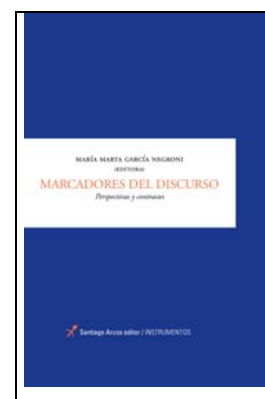 MARÍA MARTA GARCÍA NEGRONI
(EDITORA)
MARCADORES DEL DISCURSO
Perspectivas y contrastes
Santiago Arcos editor / INSTRUMENTOS